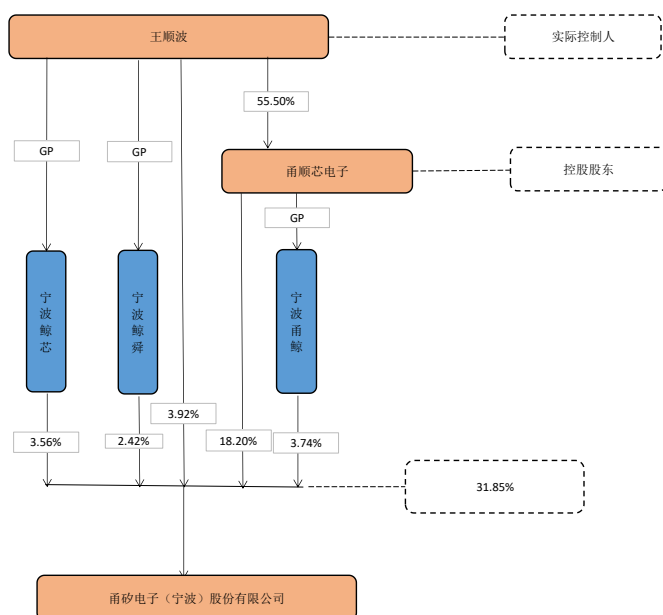 王顺波
实际控制人
55.50%
GP
GP
甬顺芯电子
控股股东
GP
宁波鲸芯
宁波鲸舜
宁波甬鲸
3.92%
3.56%
2.42%
18.20%
3.74%
31.85%
甬矽电子（宁波）股份有限公司